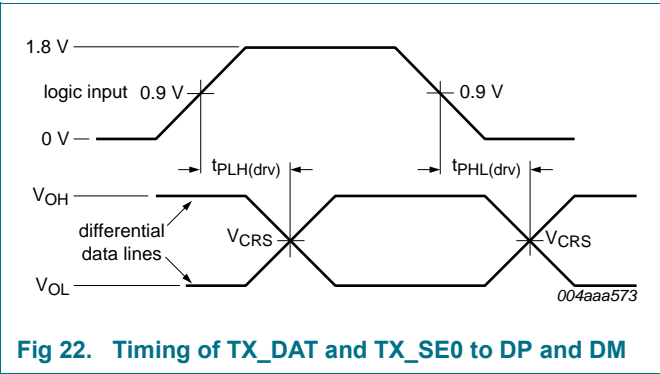 1.8 V
logic input 0.9 V
0.9 V
0 V
tPLH(drv)
tPHL(drv)
VOH
differential
data lines
VCRS
VCRS
VOL
004aaa573
Fig 22. Timing of TX_DAT and TX_SE0 to DP and DM